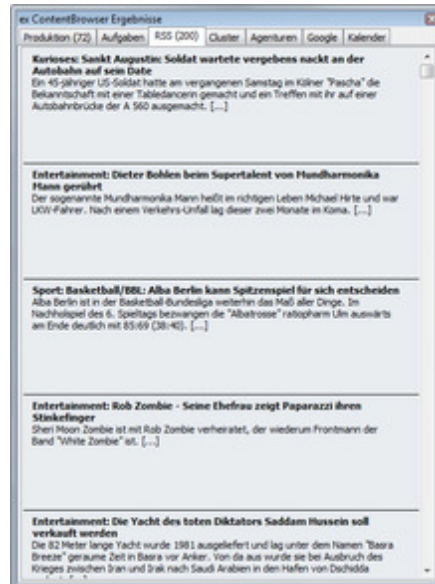 ex ContentBrowser Ergebnisse
Produktion (72) Aufgaben RSS (200) Cluster Agenturen Google Kalender
Kurioses: Sankt Augustin: Soldat wartete vergebens nackt an der
Autobahn auf sein Date
Ein 45-jähriger US-Soldat hatte am vergangenen Samstag im Kölner "Pascha" die
Bekanntschaft mit einer Tabledancerin gemacht und ein Treffen mit ihr auf einer
Autobahnbrücke der A 560 ausgemacht. [...]
Entertainment: Dieter Bohlen beim Supertalent von Mundharmonika
Mann gerührt
Der sogenannte Mundharmonika Mann heißt im richtigen Leben Michael Hirte und war
LKW-Fahrer. Nach einem Verkehrs-Unfall lag dieser zwei Monate im Koma. [...]
Sport: Basketball/BBL: Alba Berlin kann Spitzenspiel für sich entscheiden
Alba Berlin ist in der Basketball-Bundesliga weiterhin das Maß aller Dinge. Im
Nachholspiel des 6. Spieltags bezwangen die "Albatrosse" ratiopharm Ulm auswärts
am Ende deutlich mit 85:69 (38:40). [...]
Entertainment: Rob Zombie - Seine Ehefrau zeigt Paparazzi ihren
Stinkefinger
Sheri Moon Zombie ist mit Rob Zombie verheiratet, der wiederum Frontmann der
Band "White Zombie" ist. [...]
Entertainment: Die Yacht des toten Diktators Saddam Hussein soll
verkauft werden
Die 82 Meter lange Yacht wurde 1981 ausgeliefert und lag unter dem Namen "Basra
Breeze" geraume Zeit in Basra vor Anker. Von da aus wurde sie bei Ausbruch des
Krieges zwischen Iran und Irak nach Saudi Arabien in den Hafen von Dschidda